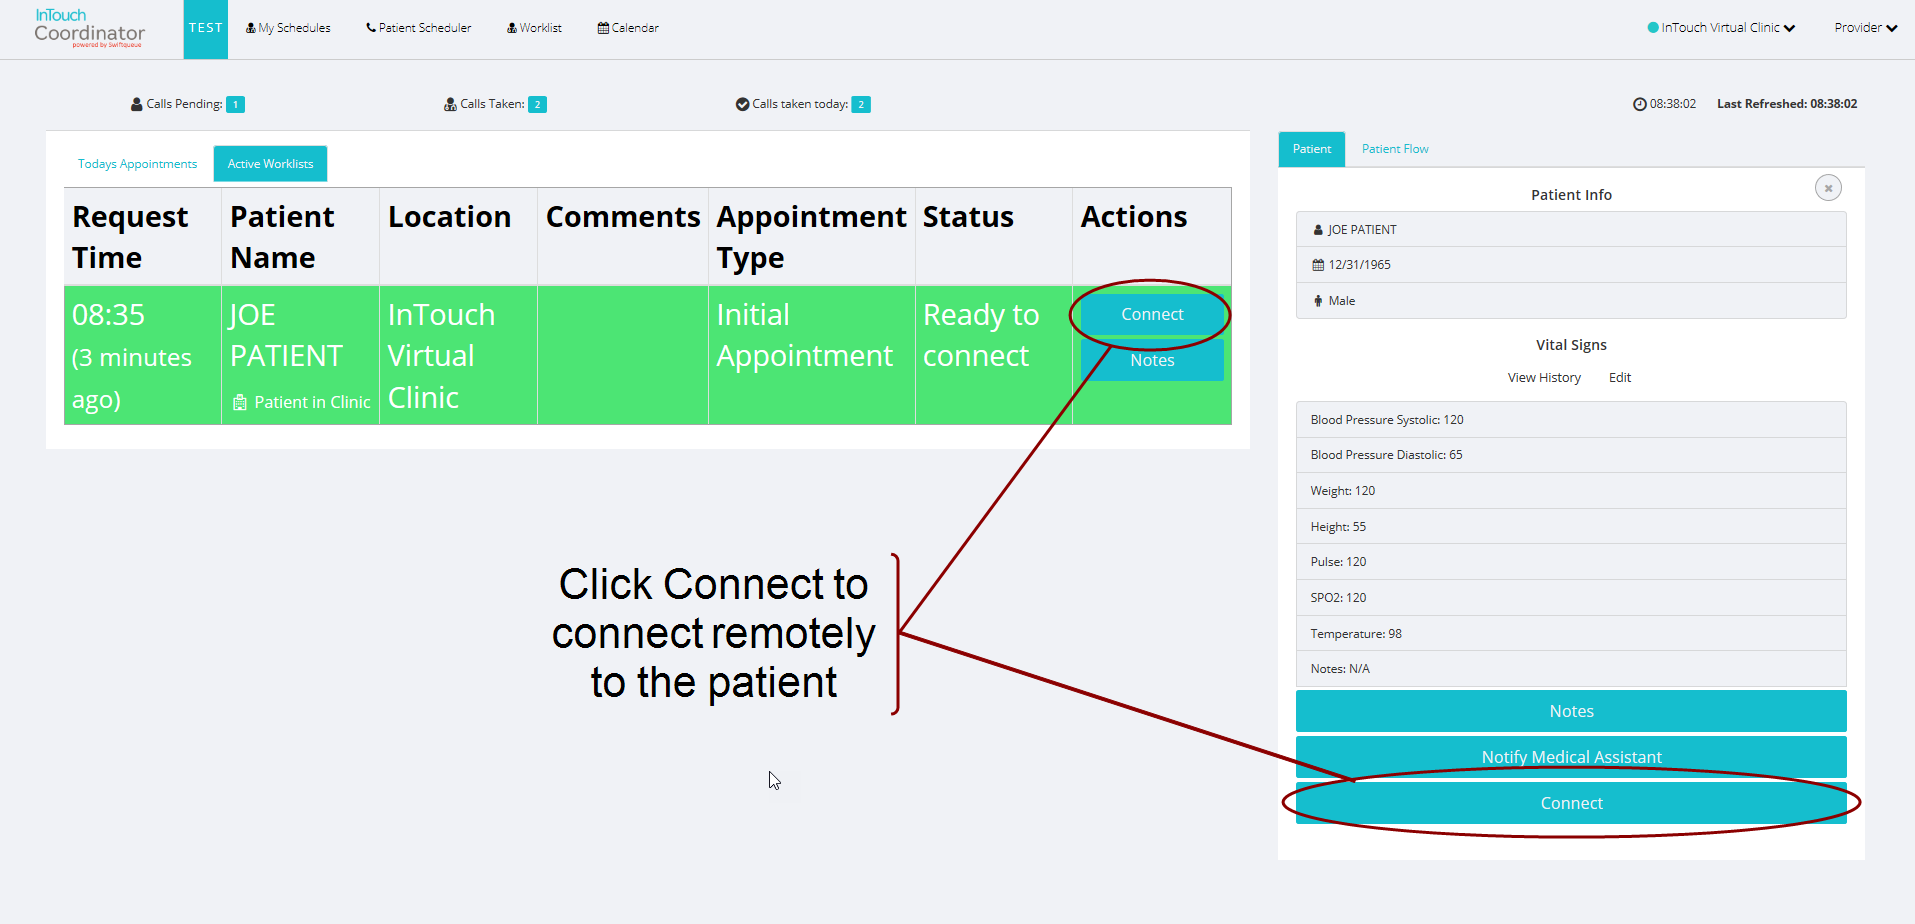 InTouch
Coordinator
powered by Swiftqueue
TEST
My Schedules
Patient Scheduler
Worklist
Calendar
InTouch Virtual Clinic
Provider
Calls Pending: 1
Calls Taken: 2
Calls taken today: 2
08:38:02
Last Refreshed: 08:38:02
Todays Appointments
Active Worklists
Request
Time
Patient
Name
Location
Comments
Appointment
Type
Status
Actions
08:35
(3 minutes
ago)
JOE
PATIENT
Patient in Clinic
InTouch
Virtual
Clinic
Initial
Appointment
Ready to
connect
Connect
Notes
Click Connect to
connect remotely
to the patient
Patient
Patient Flow
Patient Info
×
JOE PATIENT
12/31/1965
Male
Vital Signs
View History
Edit
Blood Pressure Systolic: 120
Blood Pressure Diastolic: 65
Weight: 120
Height: 55
Pulse: 120
SPO2: 120
Temperature: 98
Notes: N/A
Notes
Notify Medical Assistant
Connect